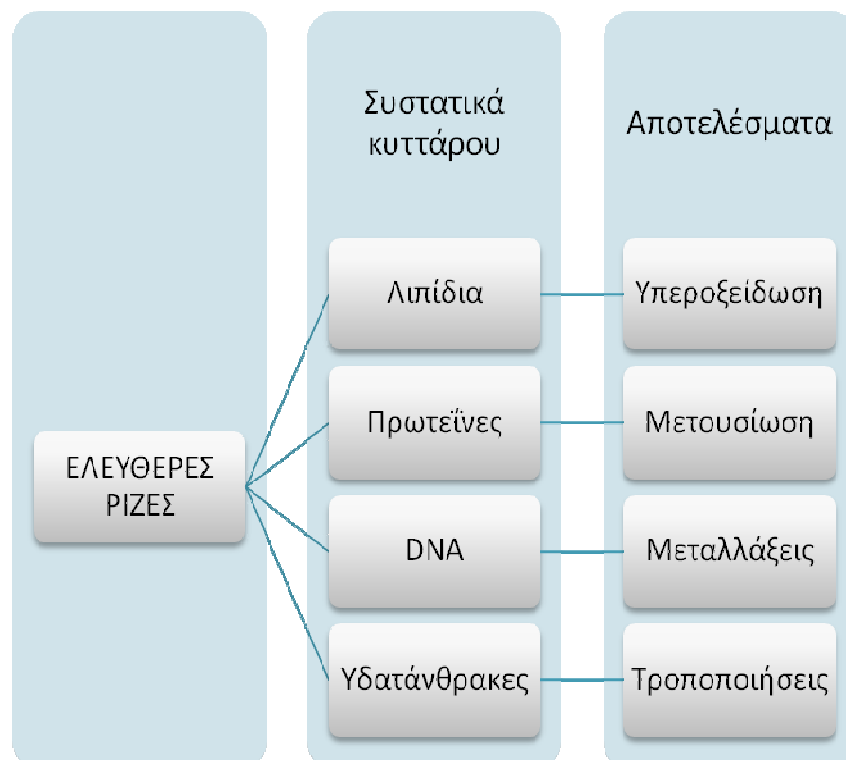 Συστατικά
κυττάρου
Αποτελέσματα
ΕΛΕΥΘΕΡΕΣ
ΡΙΖΕΣ
Λιπίδια
Υπεροξείδωση
Πρωτεΐνες
Μετουσίωση
DNA
Μεταλλάξεις
Υδατάνθρακες
Τροποποιήσεις